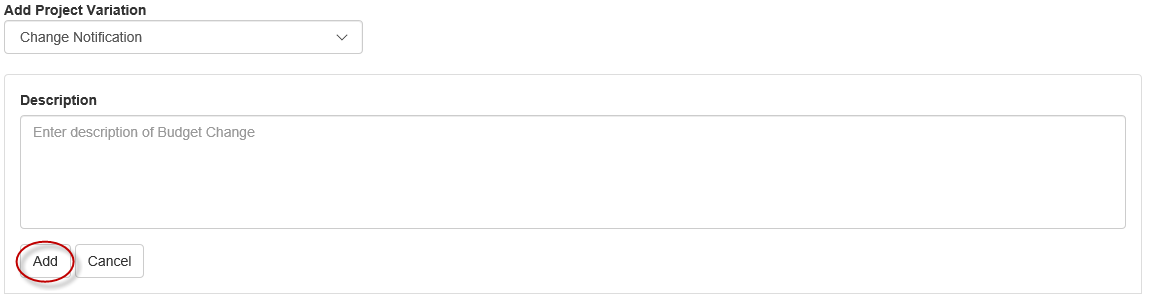 Add Project Variation
Change Notification
Description
Enter description of Budget Change
Add Cancel